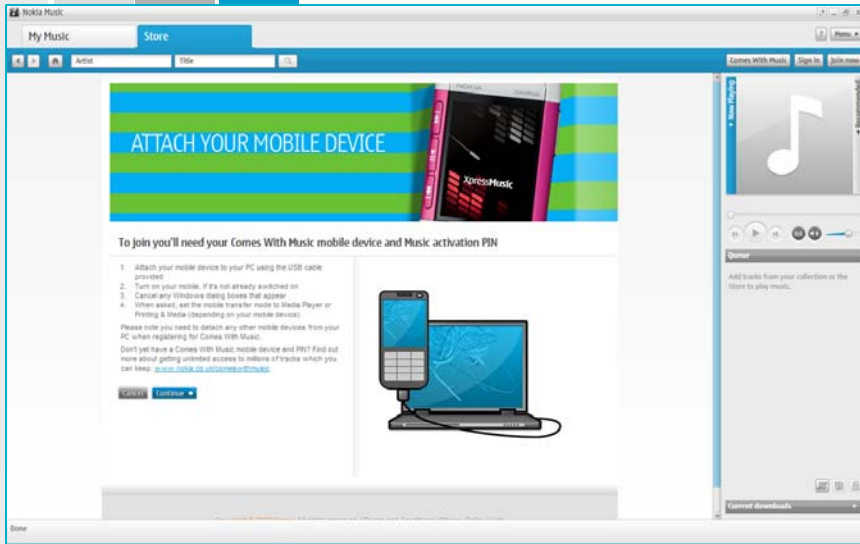 Nokia Music
My Music
Store
? Menu
Artist
Title
Comes With Music Sign in Join now
ATTACH YOUR MOBILE DEVICE
XpressMusic
Now Playing
Recommended
To join you'll need your Comes With Music mobile device and Music activation PIN
1. Attach your mobile device to your PC using the USB cable
provided
2. Turn on your mobile, if it's not already switched on
3. Cancel any Windows dialog boxes that appear
4. When asked, set the mobile transfer mode to Media Player or
Printing & Media (depending on your mobile device)
Please note you need to detach any other mobile devices from your
PC when registering for Comes With Music.
Don't yet have a Comes With Music mobile device and PIN? Find out
more about getting unlimited access to millions of tracks which you
can keep: www.nokia.co.uk/comeswithmusic
Cancel Continue
Queue
Add tracks from your collection or the
Store to play music.
Current downloads
Done